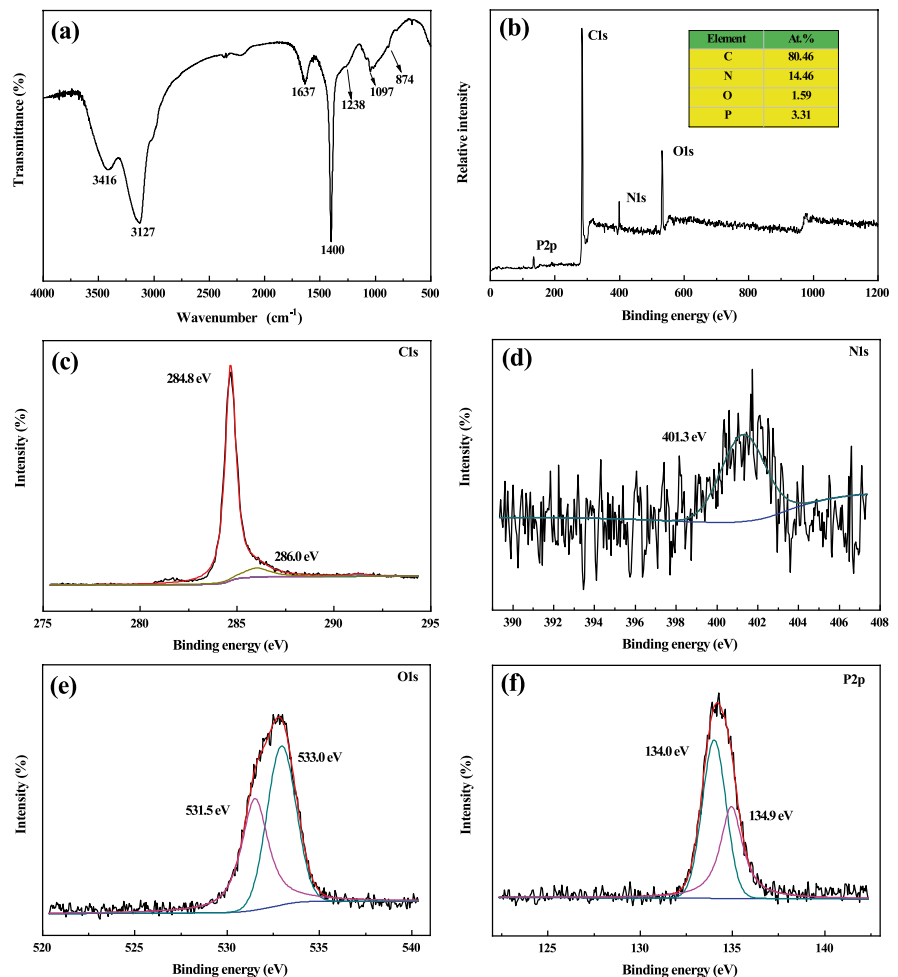 (a)
Transmittance (%)
3416
3127
1637
1400
1238
1097
874
4000 3500 3000 2500 2000 1500 1000 500
Wavenumber (cm⁻¹)
(b)
Relative intensity
C1s
P2p
N1s
O1s
Element At.%
C 80.46
N 14.46
O 1.59
P 3.31
0 200 400 600 800 1000 1200
Binding energy (eV)
(c)
C1s
Intensity (%)
284.8 eV
286.0 eV
275 280 285 290 295
Binding energy (eV)
(d)
N1s
Intensity (%)
401.3 eV
390 392 394 396 398 400 402 404 406 408
Binding energy (eV)
(e)
O1s
Intensity (%)
533.0 eV
531.5 eV
520 525 530 535 540
Binding energy (eV)
(f)
P2p
Intensity (%)
134.0 eV
134.9 eV
125 130 135 140
Binding energy (eV)